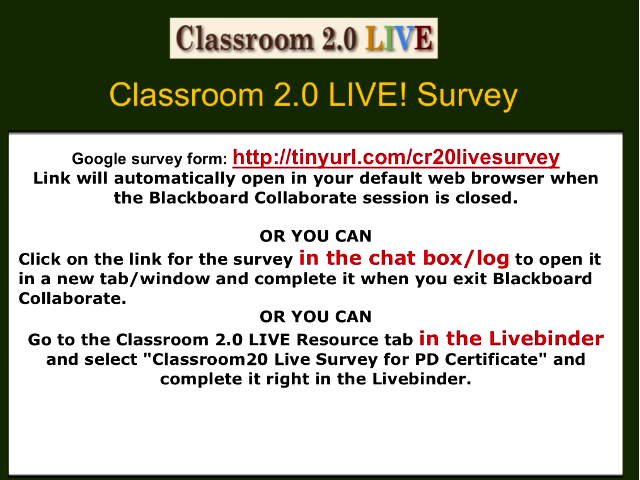 Classroom 2.0 LIVE
Classroom 2.0 LIVE! Survey
Google survey form: http://tinyurl.com/cr20livesurvey
Link will automatically open in your default web browser when
the Blackboard Collaborate session is closed.
OR YOU CAN
Click on the link for the survey in the chat box/log to open it
in a new tab/window and complete it when you exit Blackboard
Collaborate.
OR YOU CAN
Go to the Classroom 2.0 LIVE Resource tab in the Livebinder
and select "Classroom20 Live Survey for PD Certificate" and
complete it right in the Livebinder.